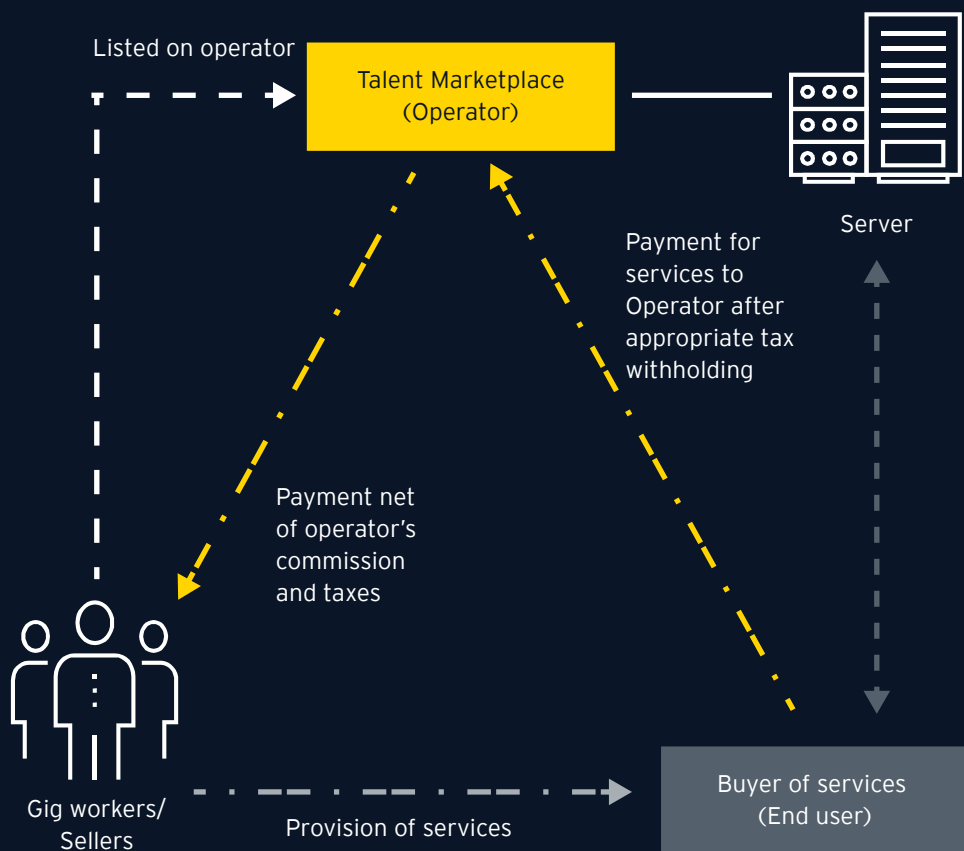 Listed on operator
Talent Marketplace
(Operator)
Server
Payment for
services to
Operator after
appropriate tax
withholding
Payment net
of operator’s
commission
and taxes
Gig workers/
Sellers
Provision of services
Buyer of services
(End user)